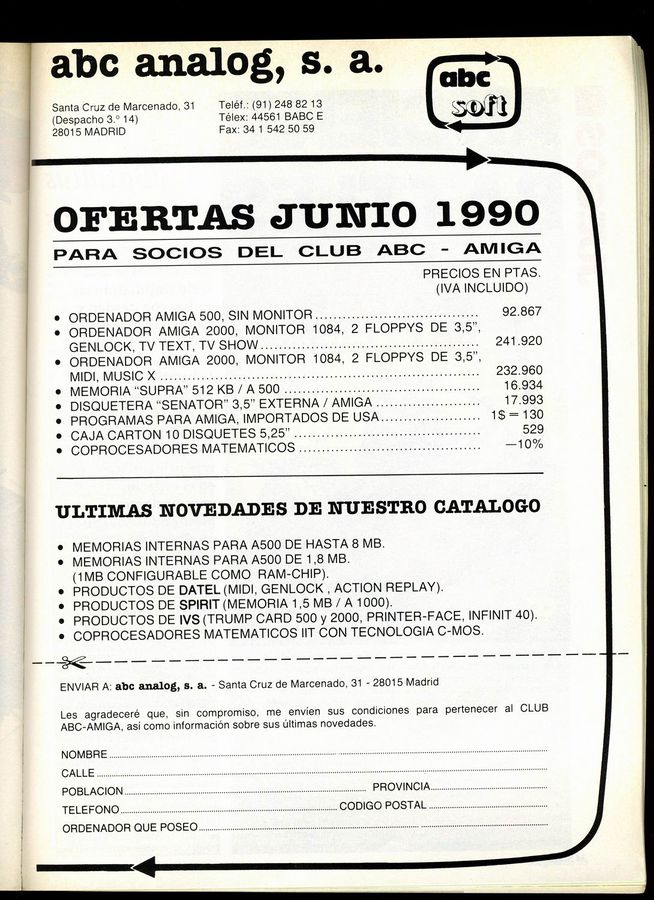 abc analog, s. a.
abc
soft
Santa Cruz de Marcenado, 31
(Despacho 3.º 14)
28015 MADRID
Teléf.: (91) 248 82 13
Télex: 44561 BABC E
Fax: 34 1 542 50 59
OFERTAS JUNIO 1990
PARA SOCIOS DEL CLUB ABC - AMIGA
PRECIOS EN PTAS.
(IVA INCLUIDO)
• ORDENADOR AMIGA 500, SIN MONITOR ................................... 92.867
• ORDENADOR AMIGA 2000, MONITOR 1084, 2 FLOPPYS DE 3,5",
GENLOCK, TV TEXT, TV SHOW ............................................... 241.920
• ORDENADOR AMIGA 2000, MONITOR 1084, 2 FLOPPYS DE 3,5",
MIDI, MUSIC X .................................................................... 232.960
• MEMORIA "SUPRA" 512 KB / A 500 .......................................... 16.934
• DISQUETERA "SENATOR" 3,5" EXTERNA / AMIGA ...................... 17.993
• PROGRAMAS PARA AMIGA, IMPORTADOS DE USA..................... 1$ = 130
• CAJA CARTON 10 DISQUETES 5,25" ........................................ 529
• COPROCESADORES MATEMATICOS ....................................... —10%
ULTIMAS NOVEDADES DE NUESTRO CATALOGO
• MEMORIAS INTERNAS PARA A500 DE HASTA 8 MB.
• MEMORIAS INTERNAS PARA A500 DE 1,8 MB.
(1MB CONFIGURABLE COMO RAM-CHIP).
• PRODUCTOS DE DATEL (MIDI, GENLOCK , ACTION REPLAY).
• PRODUCTOS DE SPIRIT (MEMORIA 1,5 MB / A 1000).
• PRODUCTOS DE IVS (TRUMP CARD 500 y 2000, PRINTER-FACE, INFINIT 40).
• COPROCESADORES MATEMATICOS IIT CON TECNOLOGIA C-MOS.
ENVIAR A: abc analog, s. a. - Santa Cruz de Marcenado, 31 - 28015 Madrid
Les agradeceré que, sin compromiso, me envíen sus condiciones para pertenecer al CLUB
ABC-AMIGA, así como información sobre sus últimas novedades.
NOMBRE
CALLE
POBLACION PROVINCIA
TELEFONO CODIGO POSTAL
ORDENADOR QUE POSEO